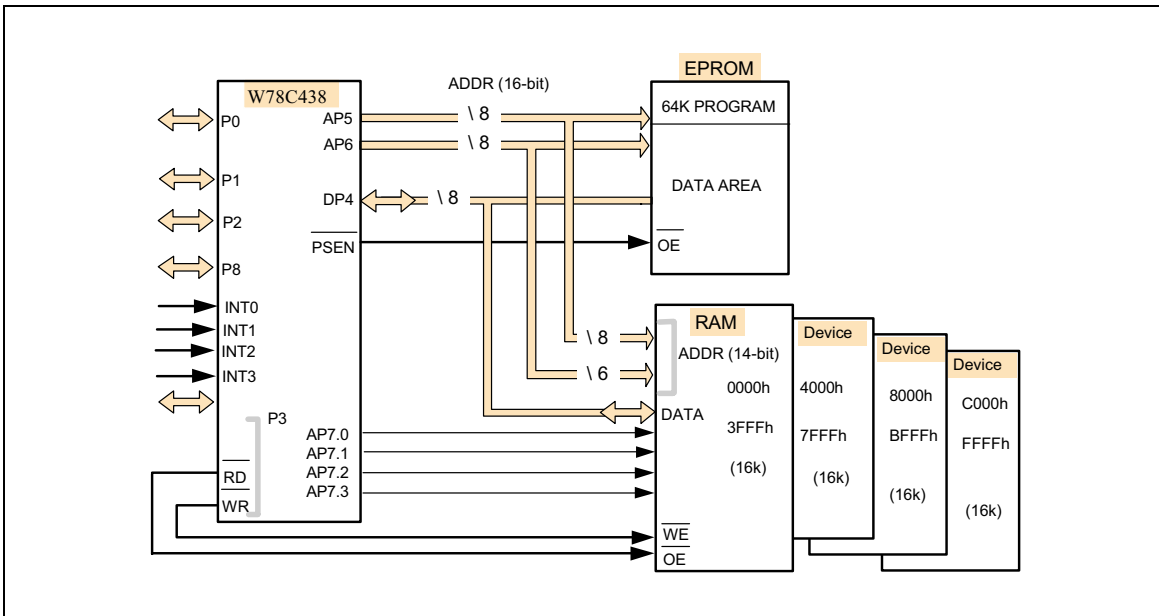 W78C438
P0
P1
P2
P8
INT0
INT1
INT2
INT3
P3
RD
WR
AP5
AP6
DP4
PSEN
AP7.0
AP7.1
AP7.2
AP7.3
ADDR (16-bit)
\ 8
\ 8
\ 8
EPROM
64K PROGRAM
DATA AREA
OE
\ 8
\ 6
RAM
ADDR (14-bit)
0000h
3FFFh
(16k)
DATA
WE
OE
Device
4000h
7FFFh
(16k)
Device
8000h
BFFFh
(16k)
Device
C000h
FFFFh
(16k)